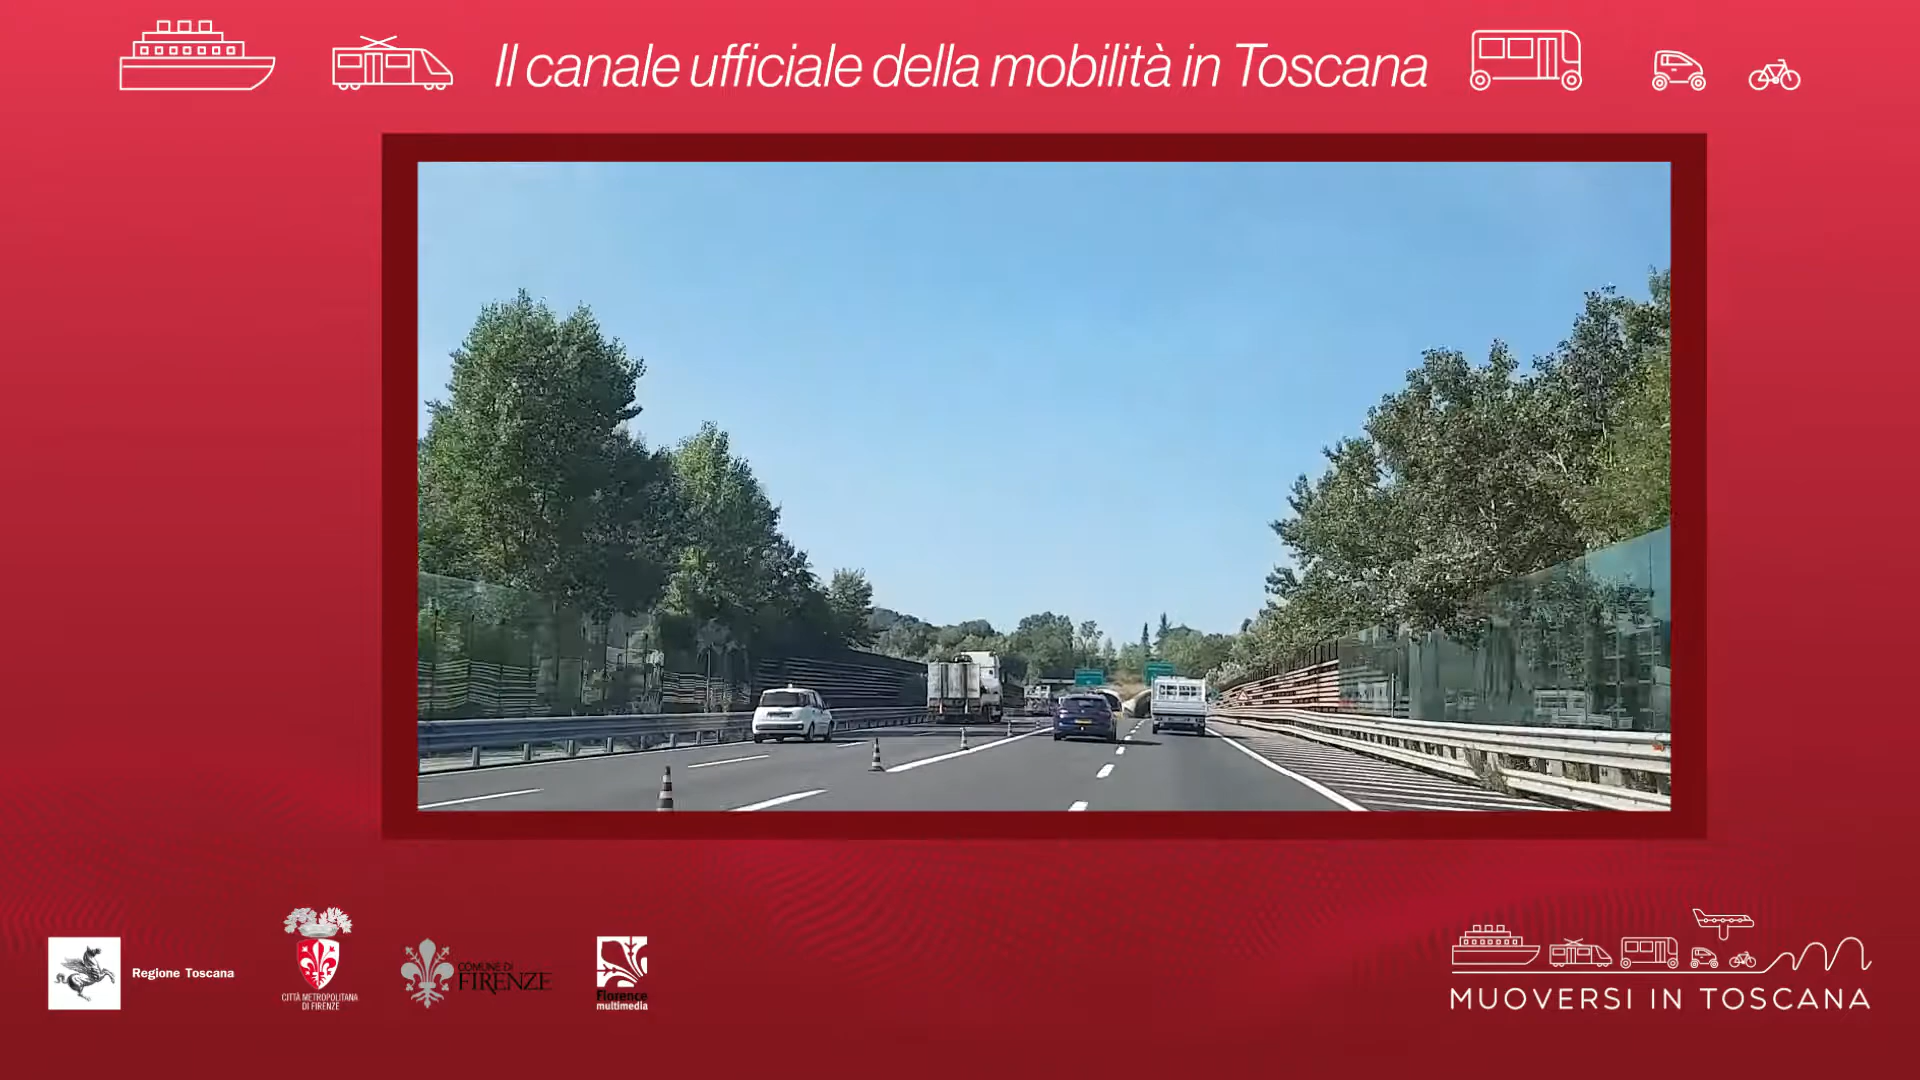 Il canale ufficiale della mobilità in Toscana
Regione Toscana
CITTÀ METROPOLITANA
DI FIRENZE
COMUNE DI
FIRENZE
Florence
multimedia
MUOVERSI IN TOSCANA